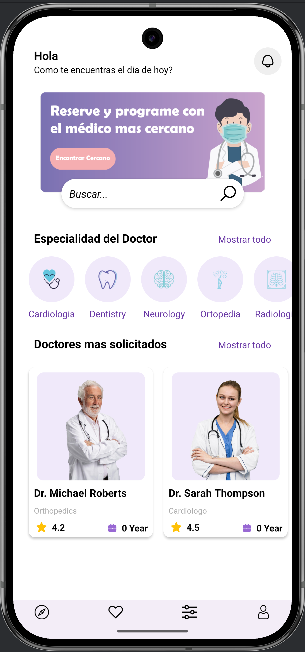 Hola
Como te encuentras el dia de hoy?
Reserve y programe con
el médico mas cercano
Encontrar Cercano
Buscar...
Especialidad del Doctor
Mostrar todo
Cardiologia
Dentistry
Neurology
Ortopedia
Radiolog
Doctores mas solicitados
Mostrar todo
Dr. Michael Roberts
Dr. Sarah Thompson
Orthopedics
Cardiologo
4.2
0 Year
4.5
0 Year